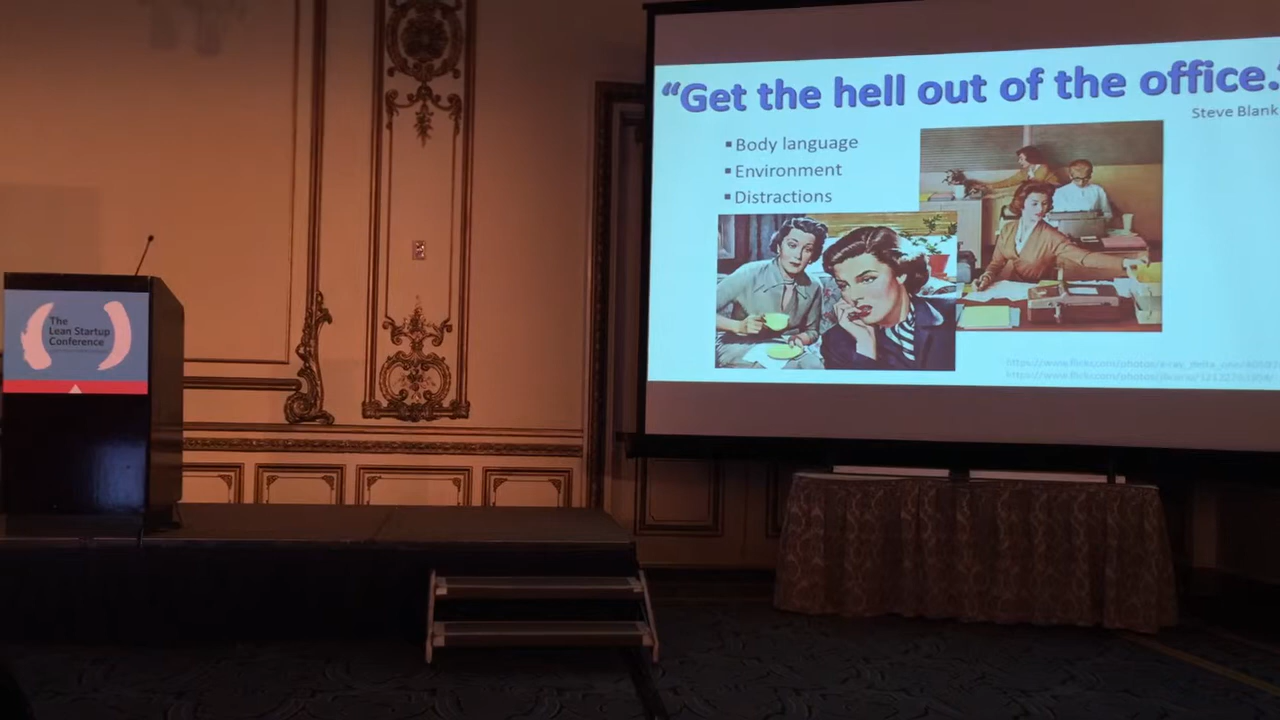 The
Lean Startup
Conference
“Get the hell out of the office.”
Steve Blank
▪ Body language
▪ Environment
▪ Distractions